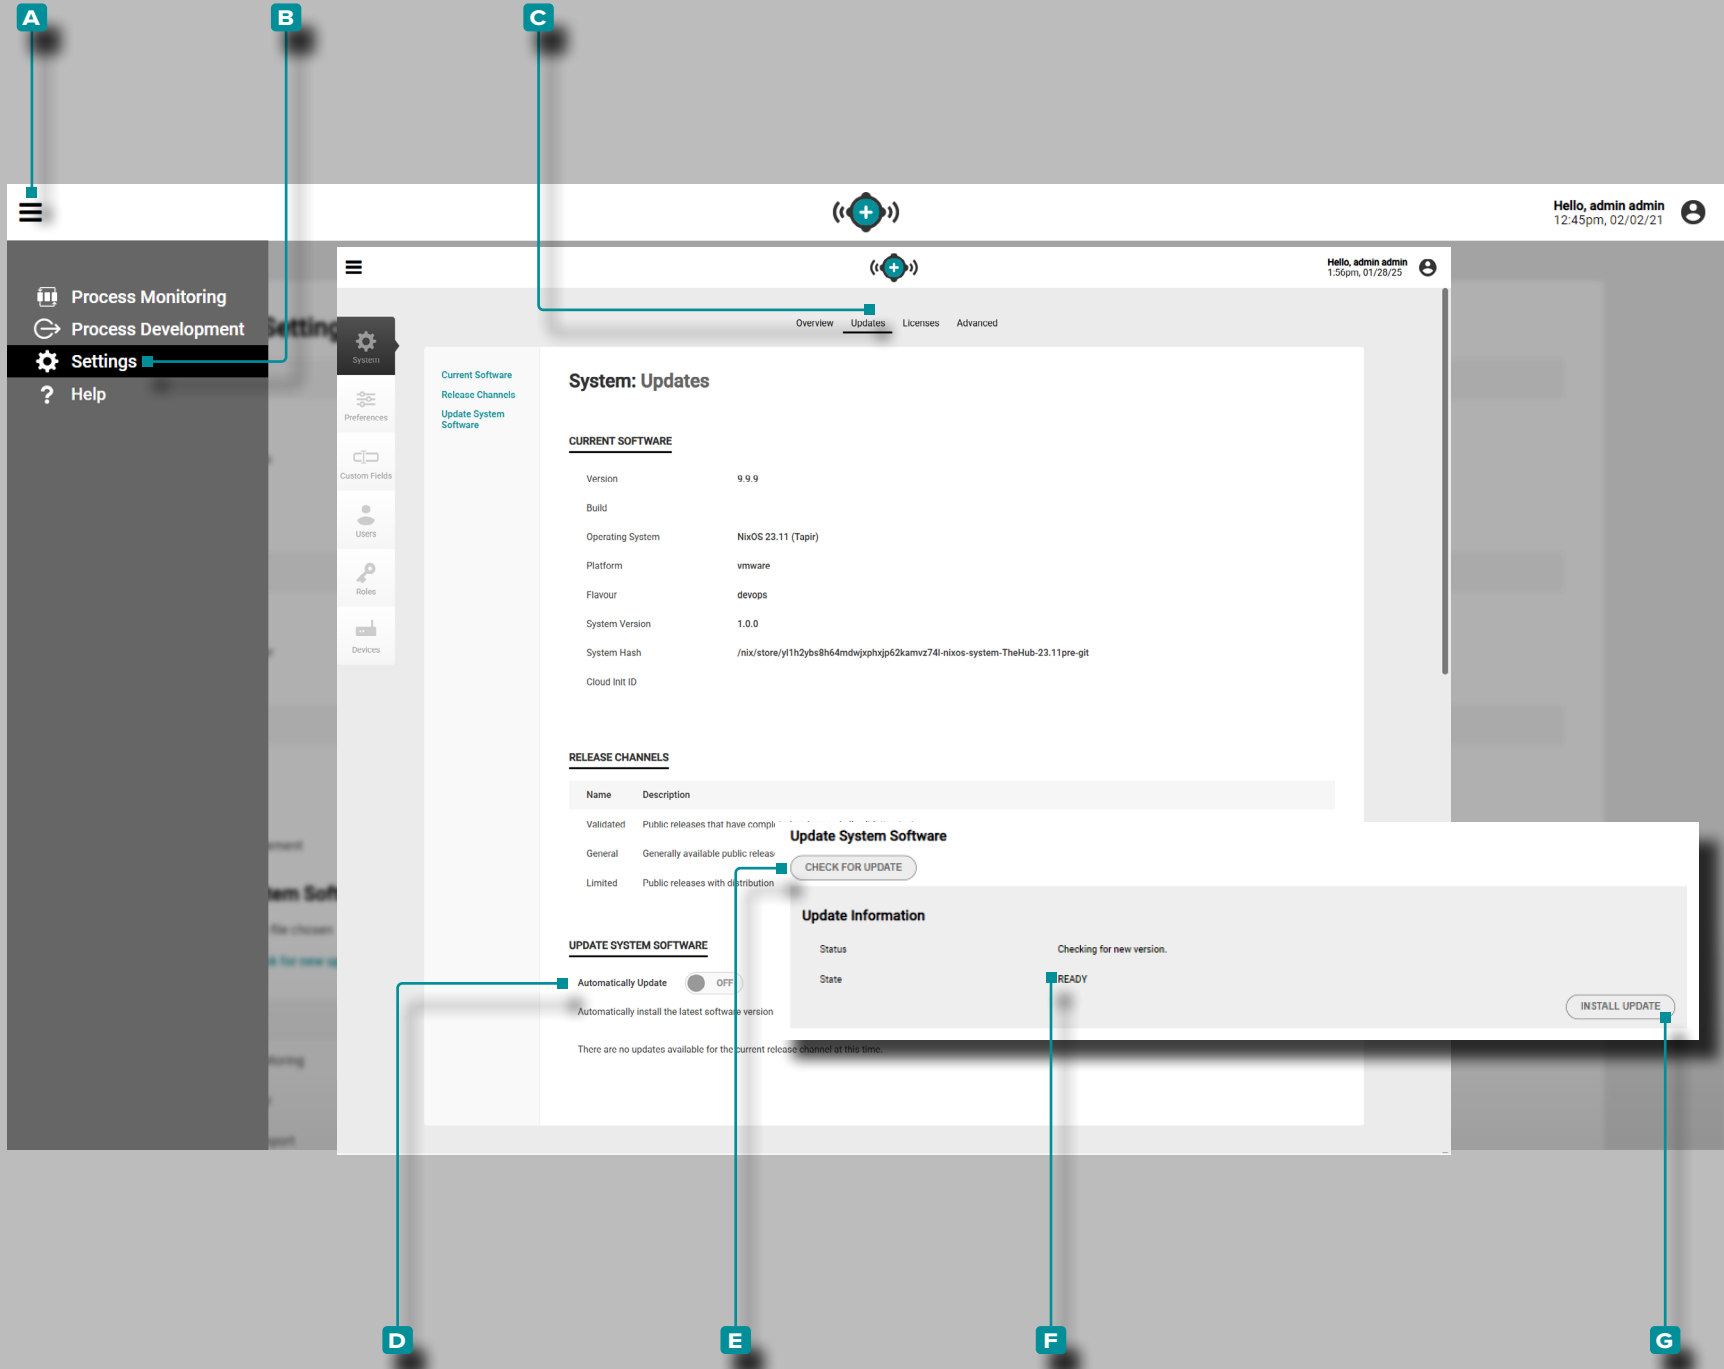 A
B
C
Hello, admin admin
12:45pm, 02/02/21
Process Monitoring
Process Development
Settings
Help
Hello, admin admin
1:56pm, 01/28/25
Overview Updates Licenses Advanced
System
Preferences
Custom Fields
Users
Roles
Devices
Current Software
Release Channels
Update System
Software
System: Updates
CURRENT SOFTWARE
Version 9.9.9
Build
Operating System NixOS 23.11 (Tapir)
Platform vmware
Flavour devops
System Version 1.0.0
System Hash /nix/store/yl1h2ybs8h64mdwjxphxjp62kamvz74l-nixos-system-TheHub-23.11pre-git
Cloud Init ID
RELEASE CHANNELS
Name Description
Validated Public releases that have
General Generally available public
Limited Public releases with distribution
UPDATE SYSTEM SOFTWARE
Automatically Update OFF
Automatically install the latest software version
There are no updates available for the current release channel at this time.
Update System Software
CHECK FOR UPDATE
Update Information
Status Checking for new version.
State READY
INSTALL UPDATE
D
E
F
G